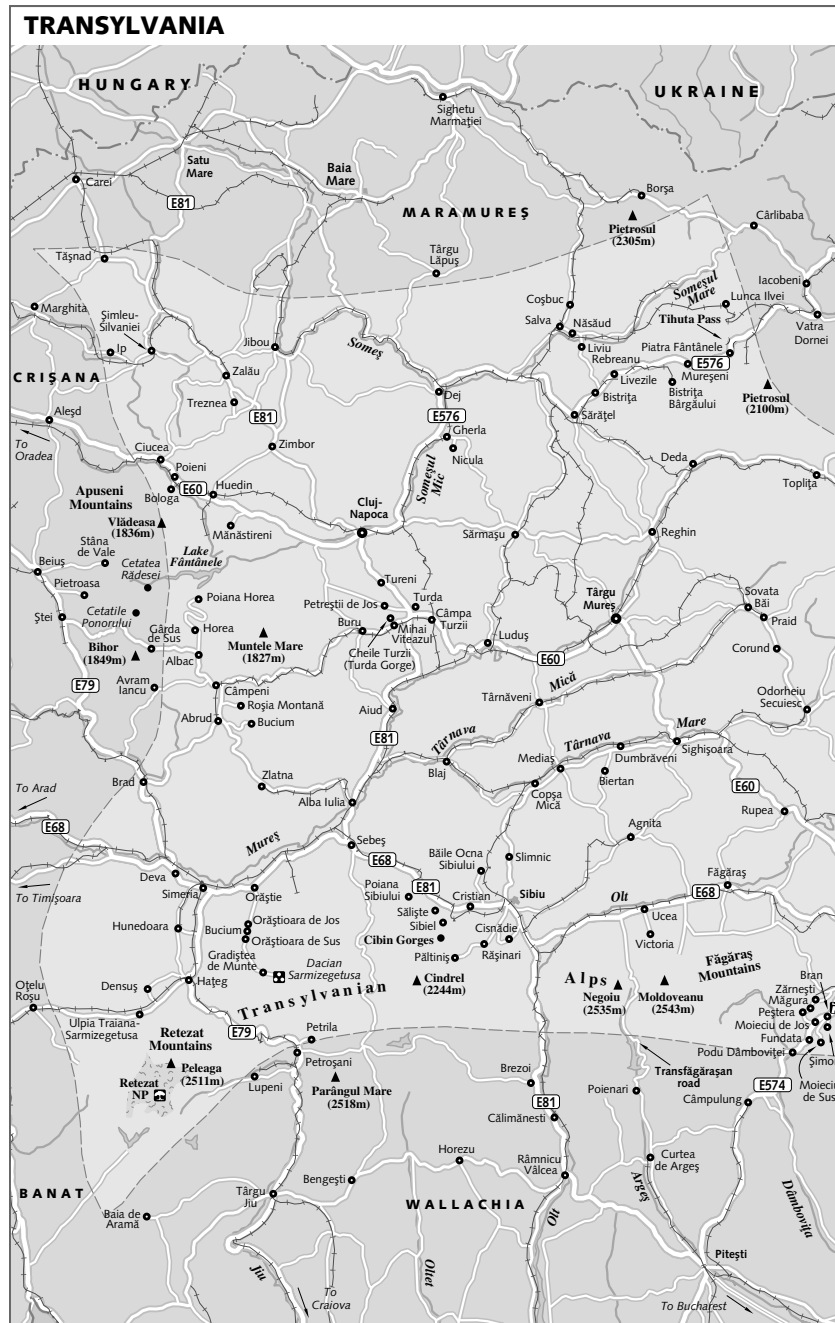 TRANSYLVANIA
HUNGARY
UKRAINE
Sighetu
Marmaţiei
Satu
Mare
Baia
Mare
Carei
E81
MARAMUREŞ
Borşa
Pietrosul
(2305m)
Cârlibaba
Târgu
Lăpuş
Tăşnad
Iacobeni
Someşul
Mare
Lunca Ilvei
Coşbuc
Marghita
Şimleu-
Silvaniei
Salva
Năsăud
Tihuta Pass
Vatra
Dornei
Ip
Jibou
Someş
Liviu
Rebreanu
Piatra Fântânele
E576
CRIŞANA
Zalău
Livezile
Mureşeni
Bistriţa
Bistriţa
Bârgăului
Pietrosul
(2100m)
Treznea
Dej
Aleşd
E81
E576
Sărăţel
To
Oradea
Gherla
Ciucea
Zimbor
Nicula
Poieni
Someşul
Mic
Deda
Topliţa
Bologa
E60
Huedin
Apuseni
Mountains
Cluj-
Napoca
Vlădeasa
(1836m)
Mănăstireni
Sărmaşu
Reghin
Stâna
de Vale
Lake
Fântânele
Beiuş
Cetatea
Rădesei
Tureni
Pietroasa
Poiana Horea
Petreştii de Jos
Turda
Târgu
Mureş
Sovata
Băi
Cetatile
Ponorului
Câmpa
Turzii
Praid
Ştei
Horea
Buru
Mihai
Viteazul
Gârda
de Sus
Muntele Mare
(1827m)
Cheile Turzii
(Turda Gorge)
Luduş
Corund
Bihor
(1849m)
Albac
E60
E79
Avram
Iancu
Câmpeni
Mică
Odorheiu
Secuiesc
Roşia Montană
Aiud
Târnăveni
Abrud
Bucium
E81
Târnava
Târnava
Mare
Sighişoara
Mediaş
Dumbrăveni
Blaj
Biertan
Zlatna
Copşa
Mică
To Arad
Brad
E60
Alba Iulia
Rupea
E68
Agnita
Mureş
Sebeş
E68
Băile Ocna
Sibiului
Slimnic
Deva
Făgăraş
To Timişoara
Simeria
Orăştie
Poiana
Sibiului
E81
Cristian
Sibiu
Olt
E68
Sălişte
Ucea
Orăştioara de Jos
Sibiel
Cisnădie
Hunedoara
Bucium
Victoria
Orăştioara de Sus
Cibin Gorges
Făgăraş
Mountains
Gradiştea
de Munte
Dacian
Sarmizegetusa
Păltiniş
Răşinari
Bran
Densuş
Haţeg
Cindrel
(2244m)
Alps
Negoiu
(2535m)
Moldoveanu
(2543m)
Zărneşti
Măgura
Oţelu
Roşu
Transylvanian
Peştera
Ulpia Traiana-
Sarmizegetusa
Moieciu de Jos
E79
Petrila
Fundata
Retezat
Mountains
Podu Dâmboviţei
Petroşani
Peleaga
(2511m)
Brezoi
Transfăgărașan
road
Moieciu
de Sus
Retezat
NP
Lupeni
Parângul Mare
(2518m)
E574
Poienari
E81
Câmpulung
Călimăneşti
Horezu
Râmnicu
Vâlcea
Curtea
de Argeş
Bengeşti
BANAT
Târgu
Jiu
WALLACHIA
Argeş
Dâmboviţa
Baia de
Aramă
Olt
Olteţ
Piteşti
Jiu
To
Craiova
To Bucharest